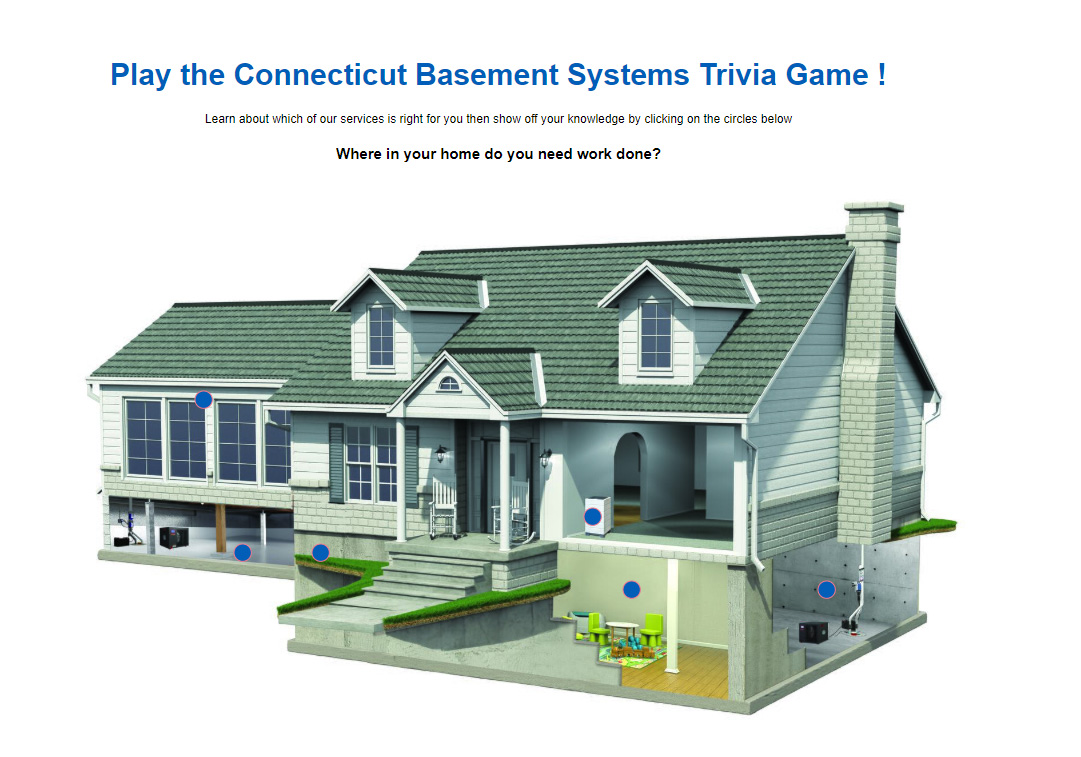 Play the Connecticut Basement Systems Trivia Game !
Learn about which of our services is right for you then show off your knowledge by clicking on the circles below
Where in your home do you need work done?